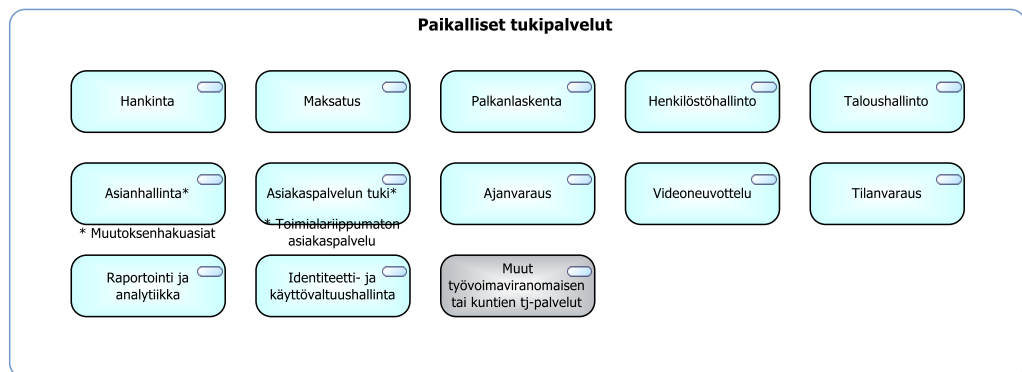 Paikalliset tukipalvelut
Hankinta
Maksatus
Palkanlaskenta
Henkilöstöhallinto
Taloushallinto
Asianhallinta*
Asiakaspalvelun tuki*
Ajanvaraus
Videoneuvottelu
Tilanvaraus
* Muutoksenhakuasiat
* Toimialariippumaton
asiakaspalvelu
Raportointi ja
analytiikka
Identiteetti- ja
käyttövaltuushallinta
Muut
työvoimaviranomaisen
tai kuntien tj-palvelut